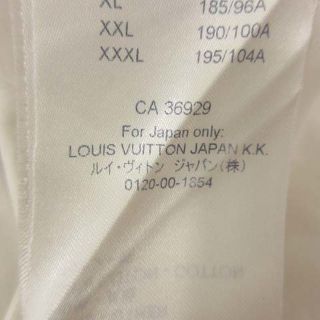 XL 185/96A
XXL 190/100A
XXXL 195/104A
CA 36929
For Japan only:
LOUIS VUITTON JAPAN K.K.
ルイ・ヴィトン ジャパン(株)
0120-00-1854
COTTON